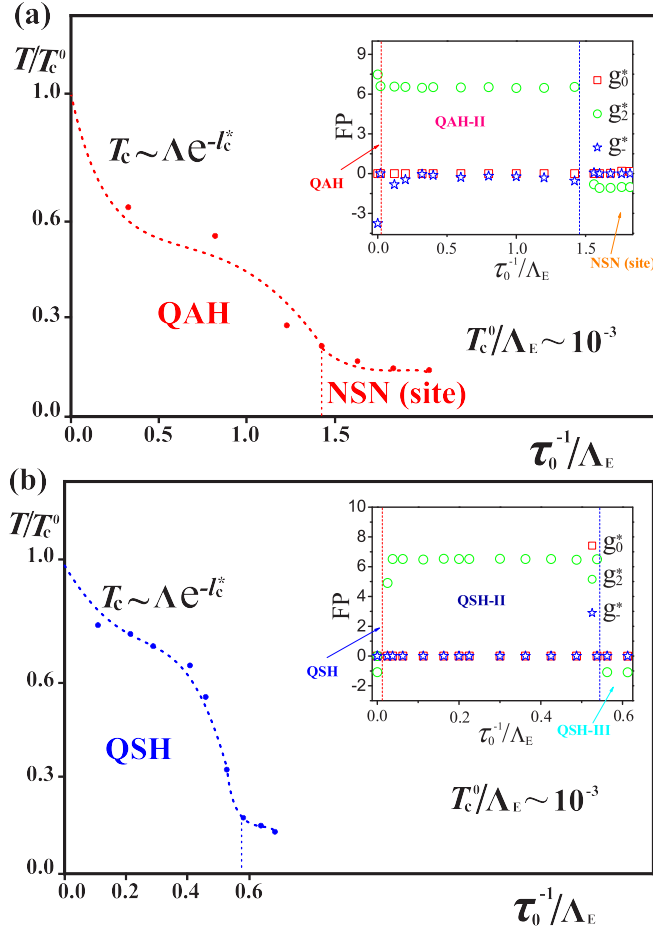 (a)
T/T_c^0
1.0
0.6
0.3
0.0
0.0
0.5
1.0
1.5
τ_0^-1/Λ_E
T_c~Λe^-l_c^*
QAH
NSN (site)
T_c^0/Λ_E ~ 10^-3
9
6
3
0
-3
FP
0.0
0.5
1.0
1.5
τ_0^-1/Λ_E
QAH-II
QAH
NSN (site)
g_0^*
g_2^*
g_-^*
(b)
T/T_c^0
1.0
0.6
0.3
0.0
0.0
0.2
0.4
0.6
τ_0^-1/Λ_E
T_c~Λe^-l_c^*
QSH
T_c^0/Λ_E ~ 10^-3
10
8
6
4
2
0
-2
FP
0.0
0.2
0.4
0.6
τ_0^-1/Λ_E
QSH-II
QSH
QSH-III
g_0^*
g_2^*
g_-^*